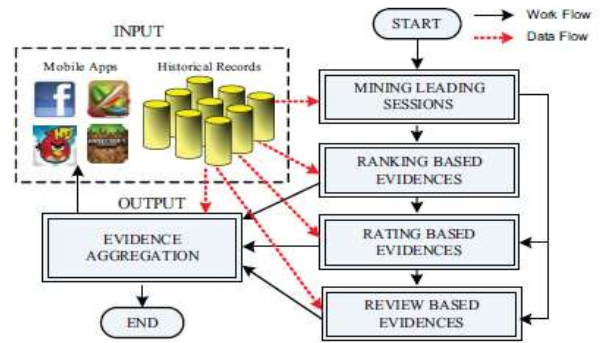 INPUT
START
Work Flow
Data Flow
Mobile Apps
Historical Records
MINING LEADING
SESSIONS
RANKING BASED
EVIDENCES
OUTPUT
EVIDENCE
AGGREGATION
RATING BASED
EVIDENCES
REVIEW BASED
EVIDENCES
END